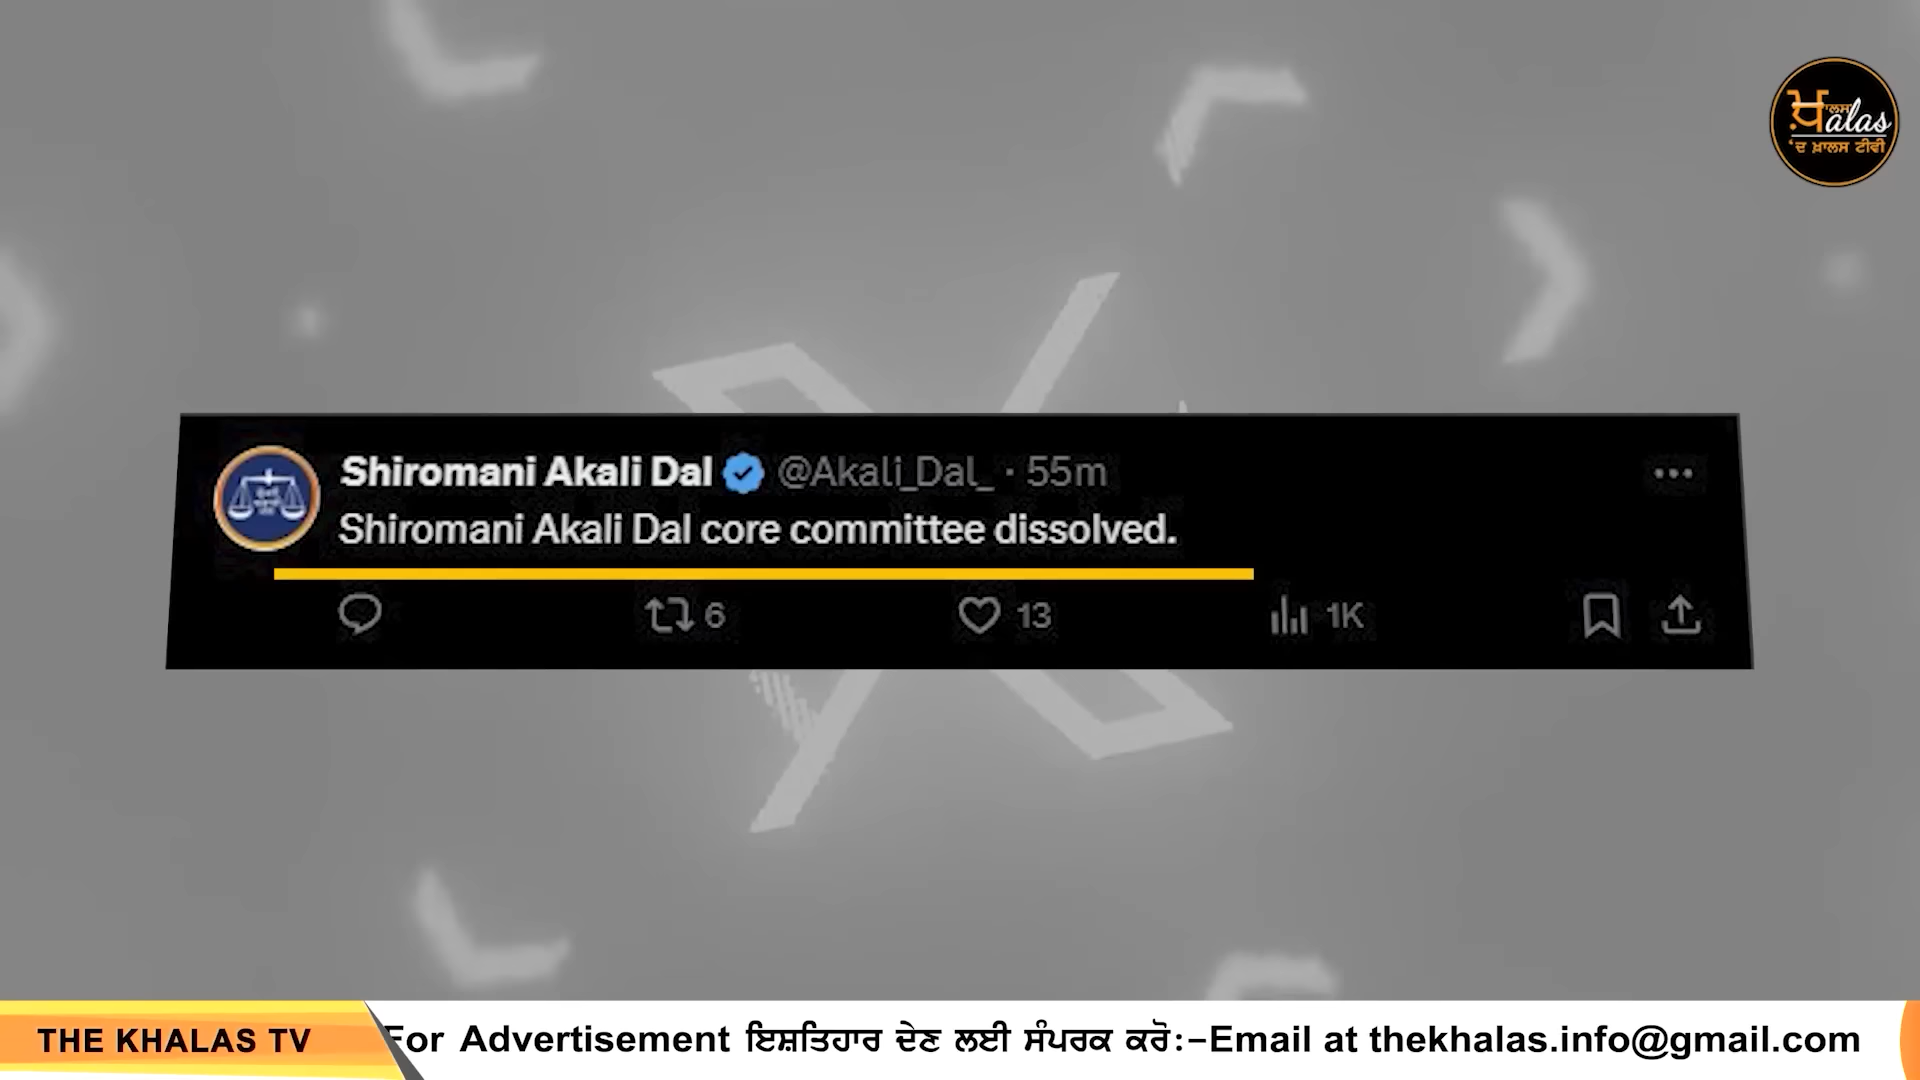 ਖ਼ਾਲਸ
alas
'ਦ ਖ਼ਾਲਸ ਟੀਵੀ
Shiromani Akali Dal @Akali_Dal_ · 55m
Shiromani Akali Dal core committee dissolved.
6 13 1K
THE KHALAS TV
For Advertisement ਇਸ਼ਤਿਹਾਰ ਦੇਣ ਲਈ ਸੰਪਰਕ ਕਰੋ:-Email at thekhalas.info@gmail.com